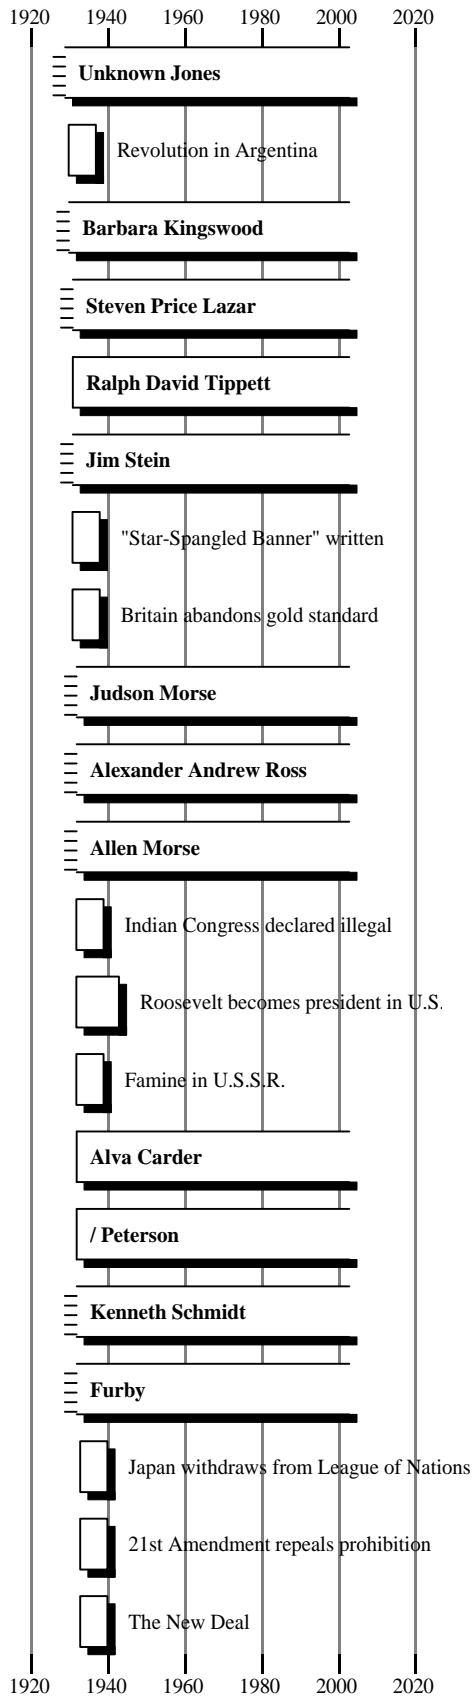 1920 1940 1960 1980 2000 2020
Unknown Jones
Revolution in Argentina
Barbara Kingswood
Steven Price Lazar
Ralph David Tippett
Jim Stein
"Star-Spangled Banner" written
Britain abandons gold standard
Judson Morse
Alexander Andrew Ross
Allen Morse
Indian Congress declared illegal
Roosevelt becomes president in U.S.
Famine in U.S.S.R.
Alva Carder
/ Peterson
Kenneth Schmidt
Furby
Japan withdraws from League of Nations
21st Amendment repeals prohibition
The New Deal
1920 1940 1960 1980 2000 2020